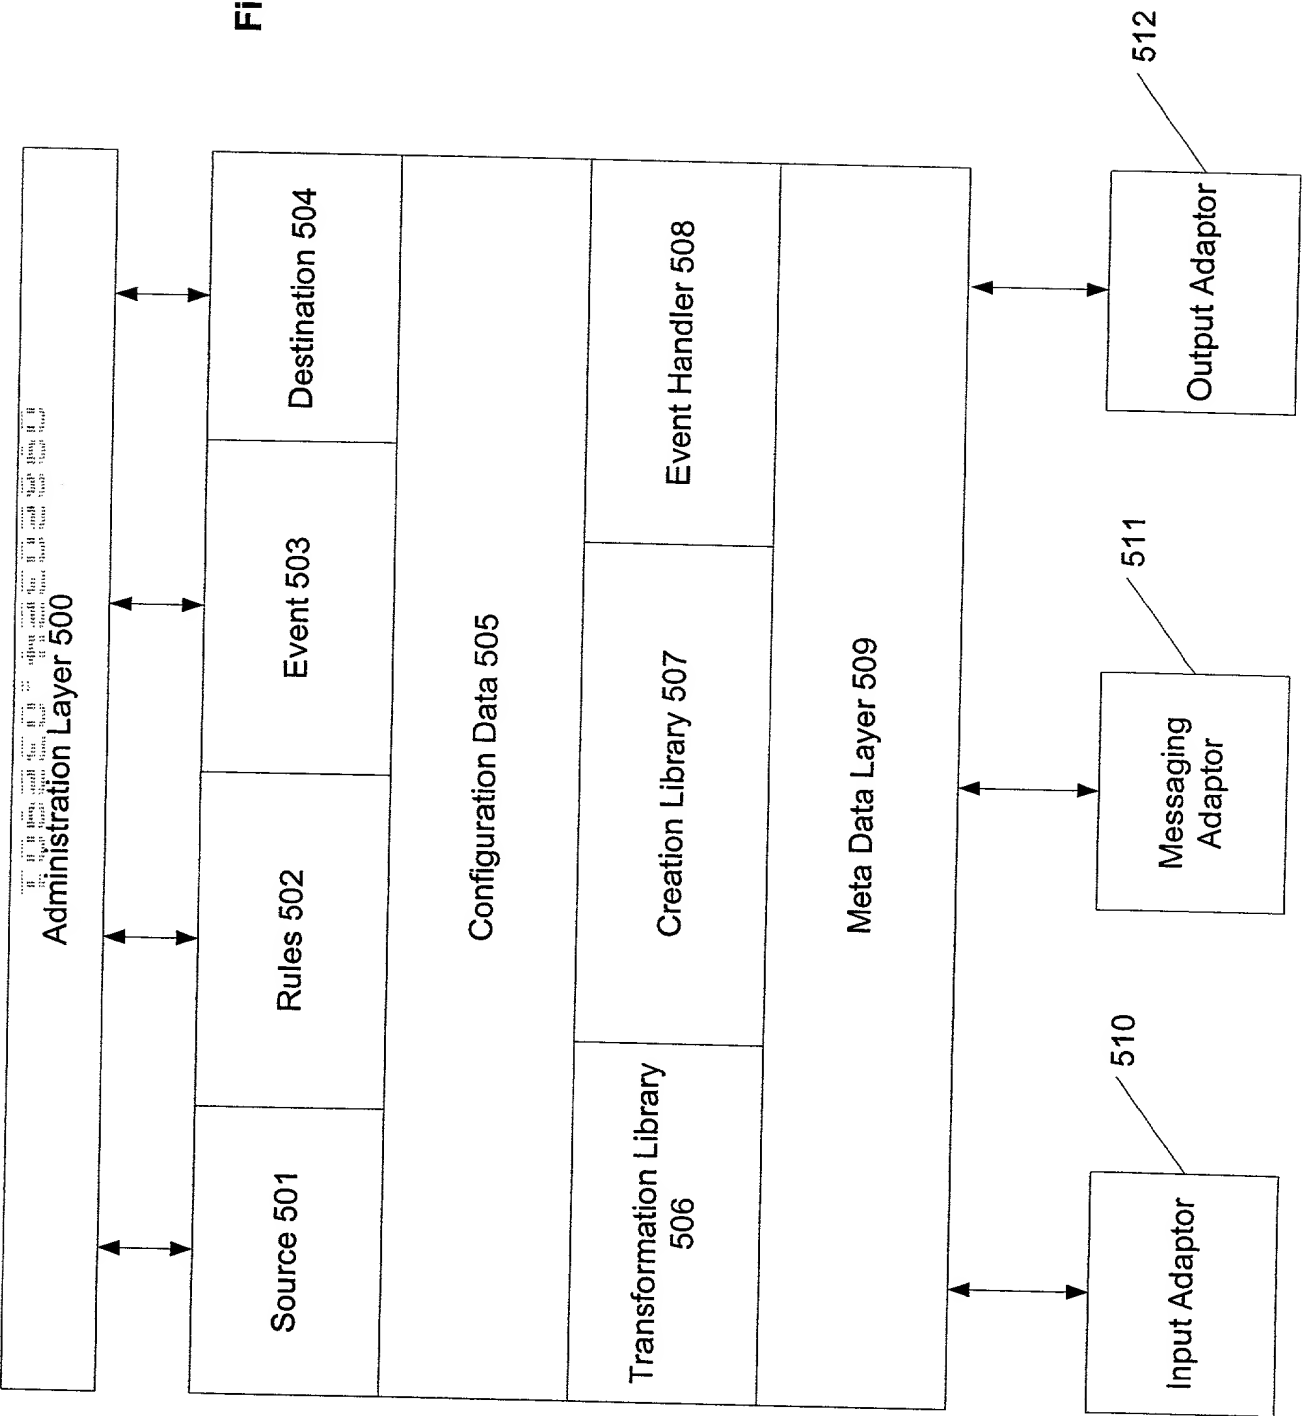 Fi
Administration Layer 500
Source 501
Rules 502
Event 503
Destination 504
Configuration Data 505
Transformation Library
506
Creation Library 507
Event Handler 508
Meta Data Layer 509
510
511
512
Input Adaptor
Messaging
Adaptor
Output Adaptor